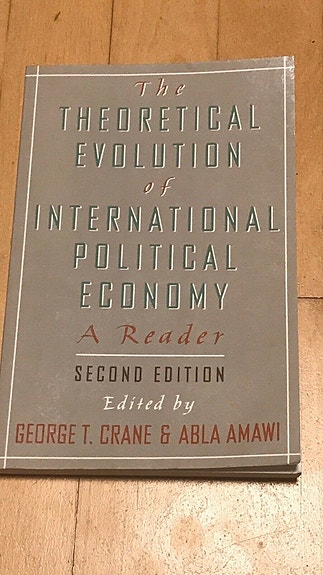 The
THEORETICAL
EVOLUTION
of
INTERNATIONAL
POLITICAL
ECONOMY
A Reader
SECOND EDITION
Edited by
GEORGE T. CRANE & ABLA AMAWI